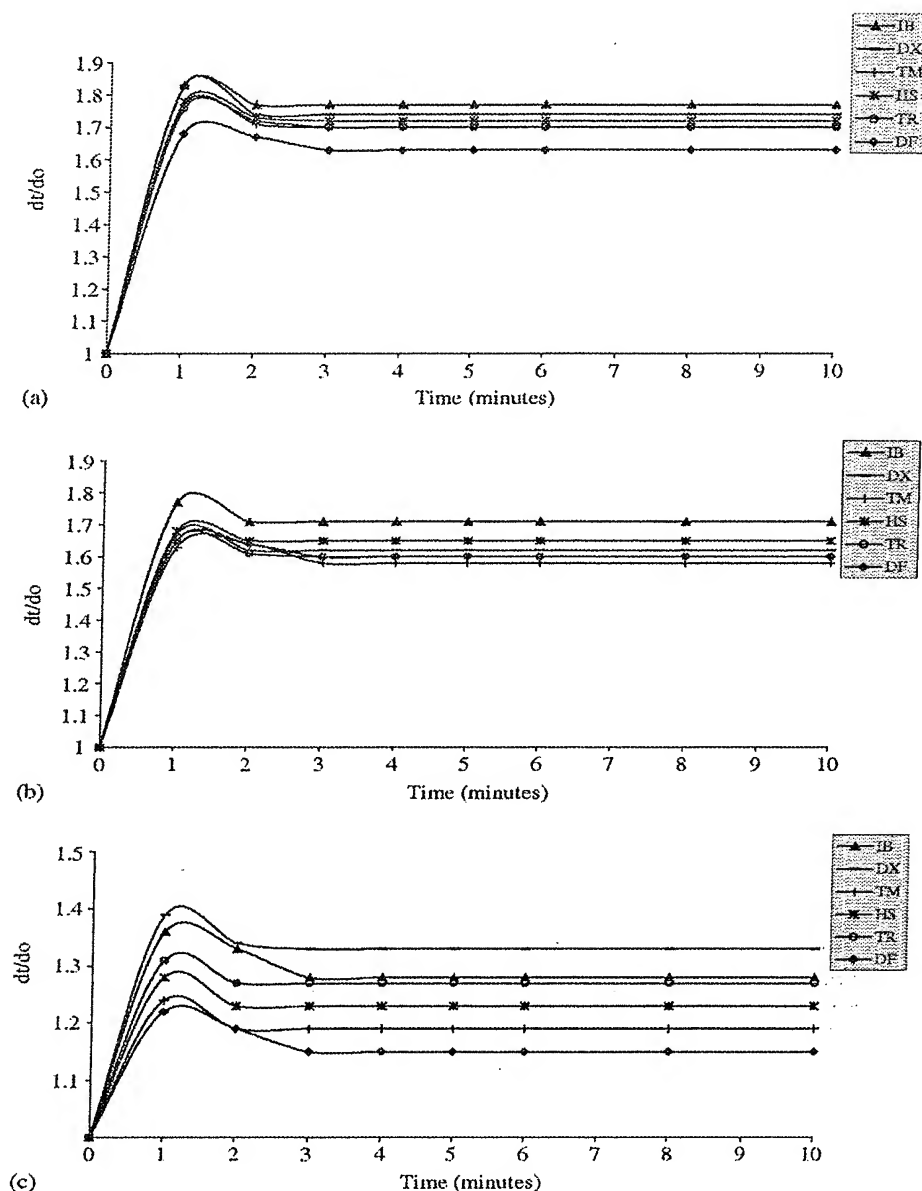 IB
DX
TM
HS
TR
DF
1.9
1.8
1.7
1.6
1.5
1.4
1.3
1.2
1.1
1
dt/do
0 1 2 3 4 5 6 7 8 9 10
Time (minutes)
(a)
IB
DX
TM
HS
TR
DF
1.9
1.8
1.7
1.6
1.5
1.4
1.3
1.2
1.1
1
dt/do
0 1 2 3 4 5 6 7 8 9 10
Time (minutes)
(b)
IB
DX
TM
HS
TR
DF
1.5
1.4
1.3
1.2
1.1
dt/do
0 1 2 3 4 5 6 7 8 9 10
Time (minutes)
(c)